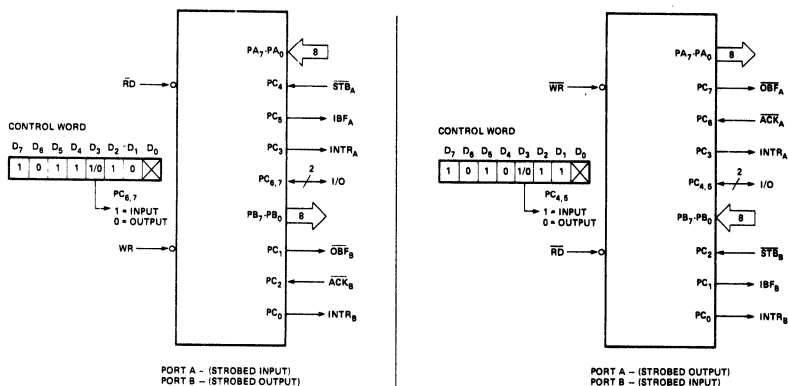 PA7-PA0 8
RD
PC4 STBA
PC5 IBFA
CONTROL WORD
D7 D6 D5 D4 D3 D2 D1 D0
1 0 1 1 1/0 1 0
PC3 INTRA
PC6,7 2 I/O
PC6,7
1 = INPUT
0 = OUTPUT
PB7-PB0 8
WR
PC1 OBFB
PC2 ACKB
PC0 INTRB
PORT A – (STROBED INPUT)
PORT B – (STROBED OUTPUT)
PA7-PA0 8
WR
PC7 OBFA
PC6 ACKA
CONTROL WORD
D7 D6 D5 D4 D3 D2 D1 D0
1 0 1 0 1/0 1 1
PC3 INTRA
PC4,5 2 I/O
PC4,5
1 = INPUT
0 = OUTPUT
PB7-PB0 8
RD
PC2 STBB
PC1 IBFB
PC0 INTRB
PORT A – (STROBED OUTPUT)
PORT B – (STROBED INPUT)